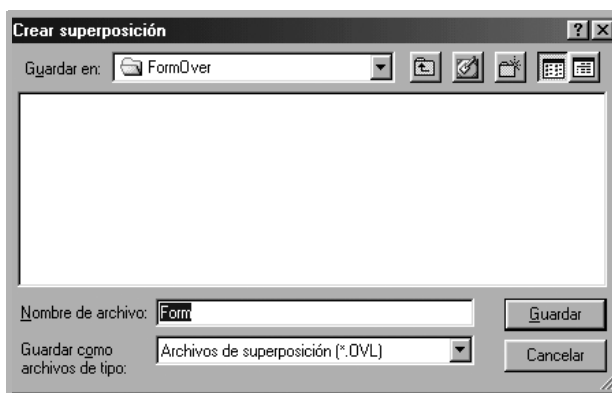 Crear superposición
Guardar en: FormOver
Nombre de archivo: Form
Guardar
Guardar como
archivos de tipo: Archivos de superposición (*.OVL)
Cancelar